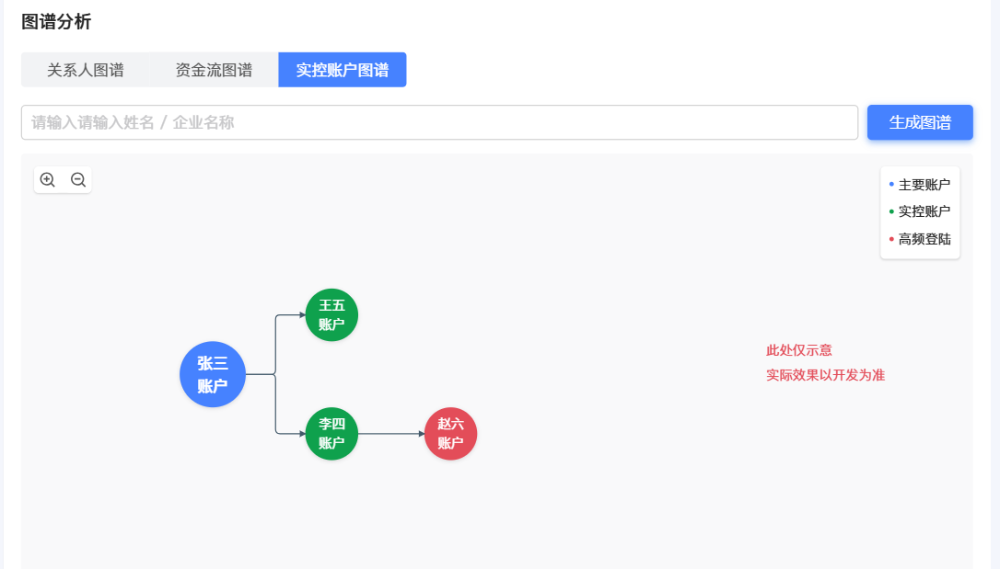 图谱分析
关系人图谱
资金流图谱
实控账户图谱
请输入请输入姓名 / 企业名称
生成图谱
主要账户
实控账户
高频登陆
王五
账户
张三
账户
此处仅示意
实际效果以开发为准
李四
账户
赵六
账户